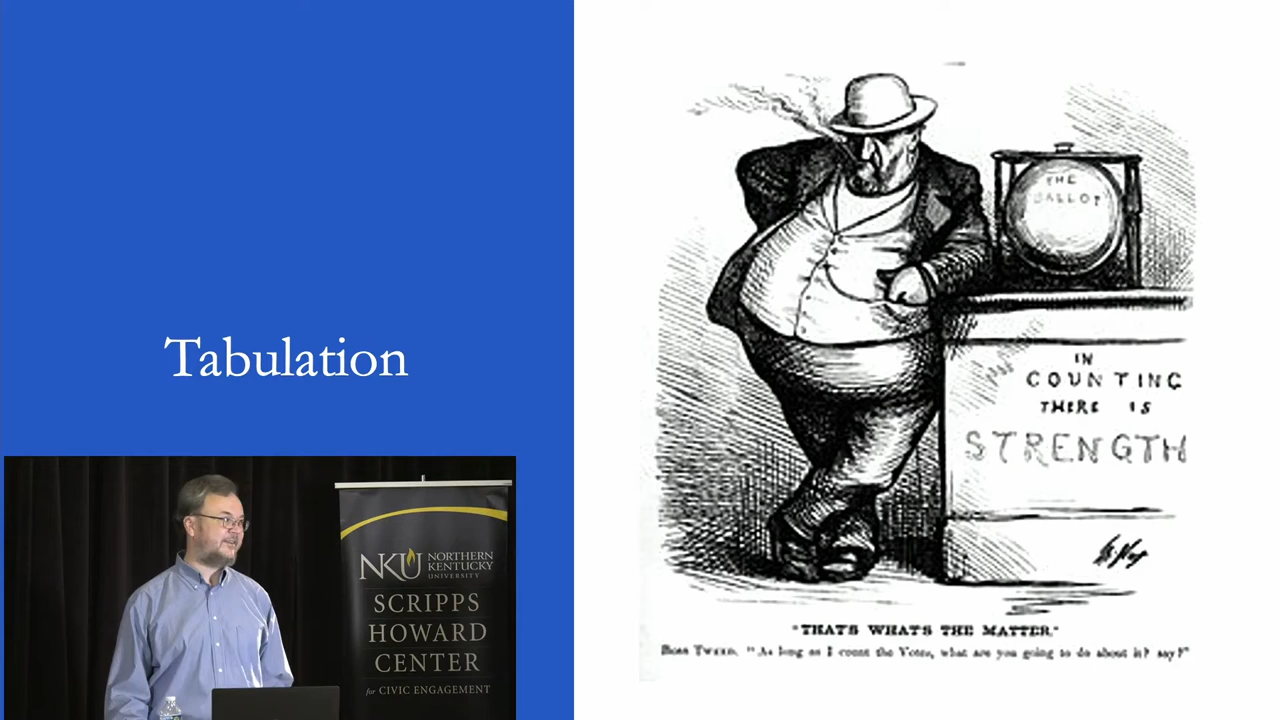 Tabulation
THE
BALLOT
IN
COUNTING
THERE IS
STRENGTH
"THAT'S WHAT'S THE MATTER."
Boss Tweed. "As long as I count the Votes, what are you going to do about it? say?"
NKU NORTHERN
KENTUCKY
UNIVERSITY
SCRIPPS
HOWARD
CENTER
for CIVIC ENGAGEMENT